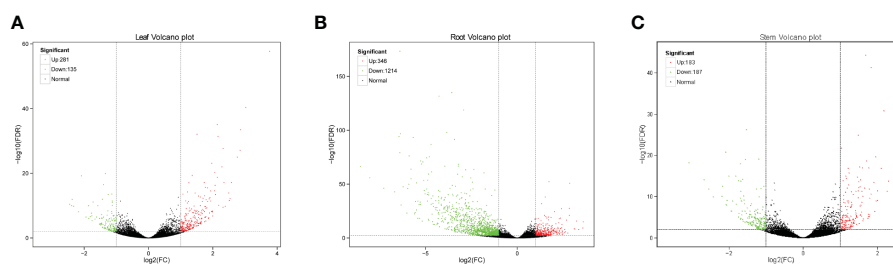 A
Leaf Volcano plot
Significant
Up:281
Down:135
Normal
60
40
20
0
−log10(FDR)
−2
0
2
4
log2(FC)
B
Root Volcano plot
Significant
Up:346
Down:1214
Normal
150
100
50
0
−log10(FDR)
−5
0
log2(FC)
C
Stem Volcano plot
Significant
Up:183
Down:187
Normal
40
30
20
10
0
−log10(FDR)
−2
0
2
log2(FC)